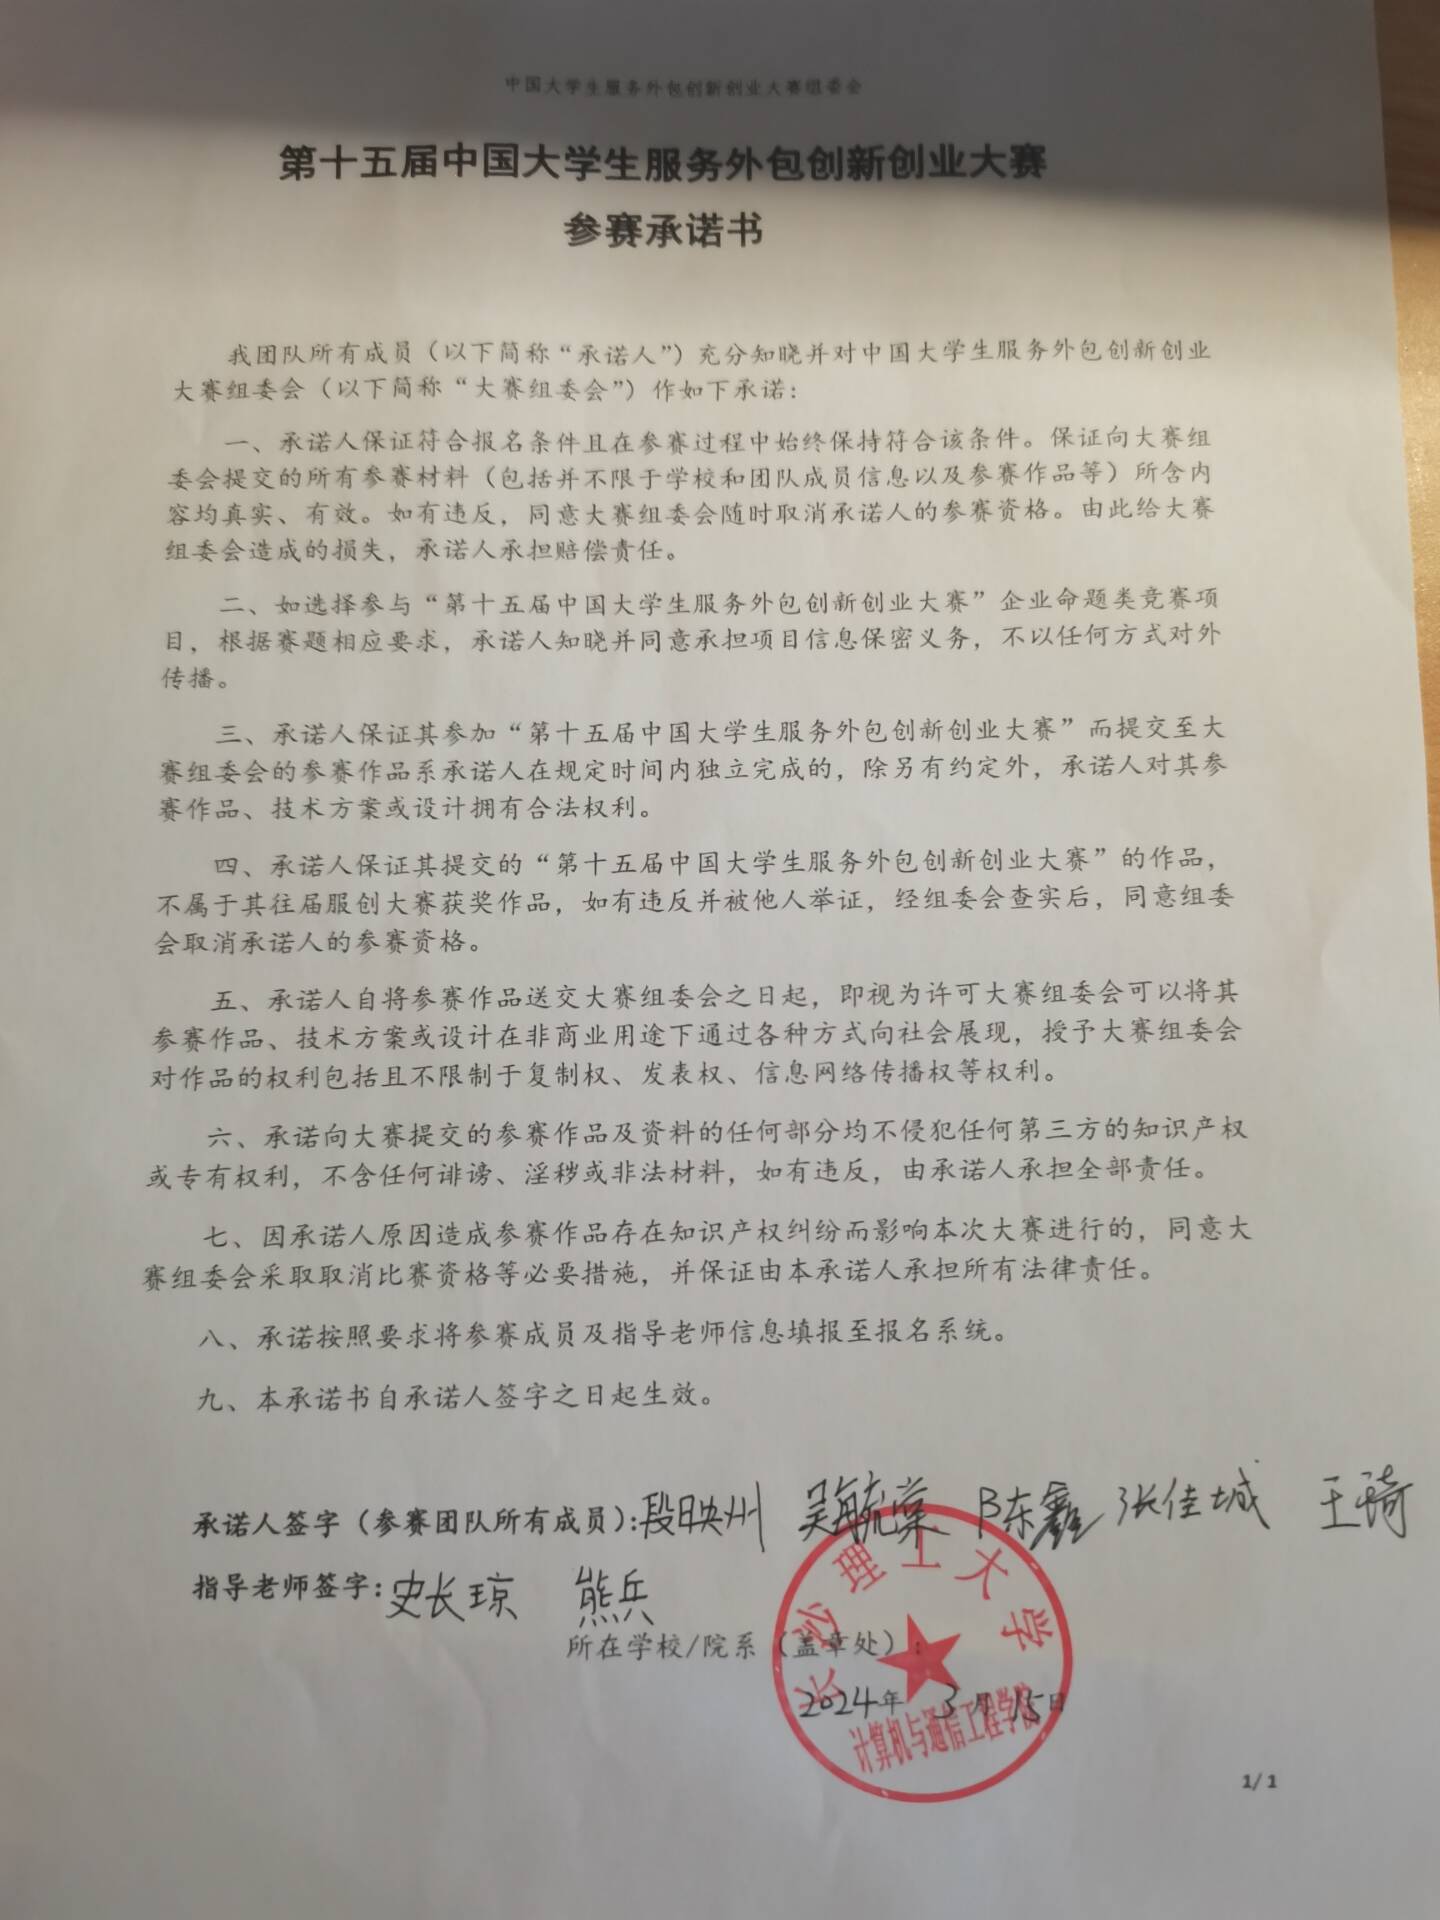 中国大学生服务外包创新创业大赛组委会
第十五届中国大学生服务外包创新创业大赛
参赛承诺书
我团队所有成员（以下简称“承诺人”）充分知晓并对中国大学生服务外包创新创业
大赛组委会（以下简称“大赛组委会”）作如下承诺：
一、承诺人保证符合报名条件且在参赛过程中始终保持符合该条件。保证向大赛组
委会提交的所有参赛材料（包括并不限于学校和团队成员信息以及参赛作品等）所含内
容均真实、有效。如有违反，同意大赛组委会随时取消承诺人的参赛资格。由此给大赛
组委会造成的损失，承诺人承担赔偿责任。
二、如选择参与“第十五届中国大学生服务外包创新创业大赛”企业命题类竞赛项
目，根据赛题相应要求，承诺人知晓并同意承担项目信息保密义务，不以任何方式对外
传播。
三、承诺人保证其参加“第十五届中国大学生服务外包创新创业大赛”而提交至大
赛组委会的参赛作品系承诺人在规定时间内独立完成的，除另有约定外，承诺人对其参
赛作品、技术方案或设计拥有合法权利。
四、承诺人保证其提交的“第十五届中国大学生服务外包创新创业大赛”的作品，
不属于其往届服创大赛获奖作品，如有违反并被他人举证，经组委会查实后，同意组委
会取消承诺人的参赛资格。
五、承诺人自将参赛作品送交大赛组委会之日起，即视为许可大赛组委会可以将其
参赛作品、技术方案或设计在非商业用途下通过各种方式向社会展现，授予大赛组委会
对作品的权利包括且不限制于复制权、发表权、信息网络传播权等权利。
六、承诺向大赛提交的参赛作品及资料的任何部分均不侵犯任何第三方的知识产权
或专有权利，不含任何诽谤、淫秽或非法材料，如有违反，由承诺人承担全部责任。
七、因承诺人原因造成参赛作品存在知识产权纠纷而影响本次大赛进行的，同意大
赛组委会采取取消比赛资格等必要措施，并保证由本承诺人承担所有法律责任。
八、承诺按照要求将参赛成员及指导老师信息填报至报名系统。
九、本承诺书自承诺人签字之日起生效。
承诺人签字（参赛团队所有成员）：段映州 吴毓棠 陈鑫 张佳城 王琦
指导老师签字：史长琼 熊兵
所在学校/院系（盖章处）：
长沙理工大学
2024年 3月15日
计算机与通信工程学院
1/1